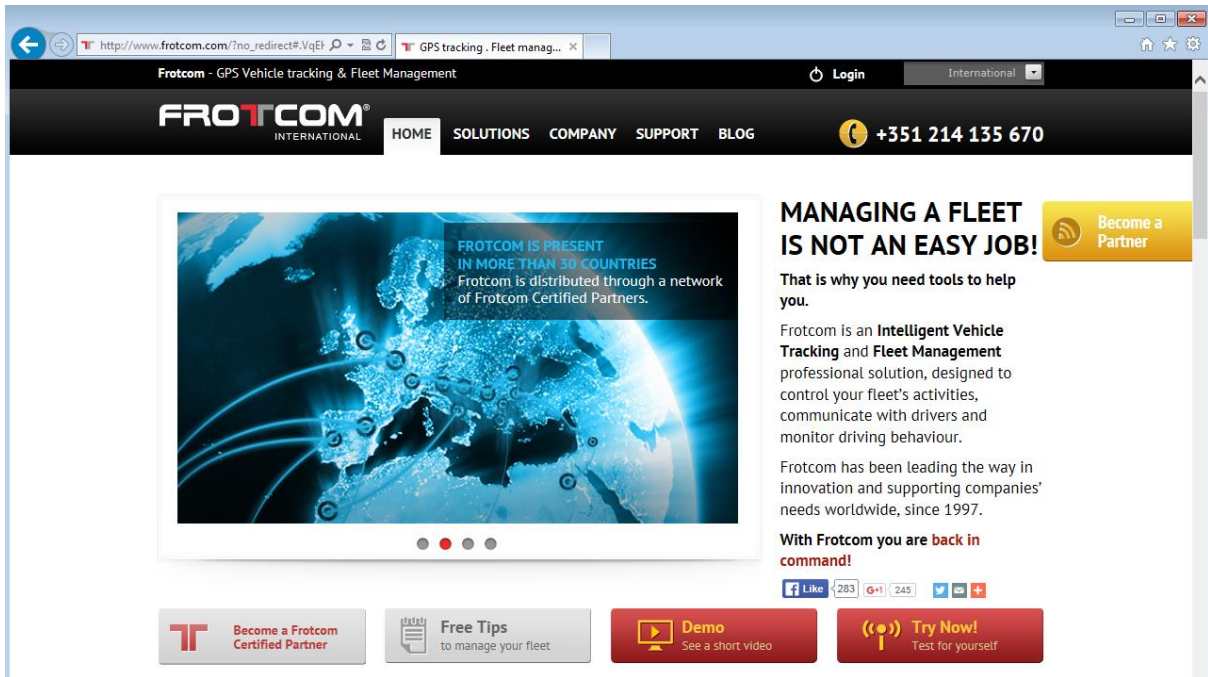 http://www.frotcom.com/?no_redirect#.VqEH
GPS tracking . Fleet manag...
Frotcom - GPS Vehicle tracking & Fleet Management
Login
International
FROTCOM®
INTERNATIONAL
HOME SOLUTIONS COMPANY SUPPORT BLOG
+351 214 135 670
FROTCOM IS PRESENT
IN MORE THAN 30 COUNTRIES
Frotcom is distributed through a network
of Frotcom Certified Partners.
MANAGING A FLEET
IS NOT AN EASY JOB!
Become a
Partner
That is why you need tools to help
you.
Frotcom is an Intelligent Vehicle
Tracking and Fleet Management
professional solution, designed to
control your fleet's activities,
communicate with drivers and
monitor driving behaviour.
Frotcom has been leading the way in
innovation and supporting companies'
needs worldwide, since 1997.
With Frotcom you are back in
command!
Like 283 G+1 245
Become a Frotcom
Certified Partner
Free Tips
to manage your fleet
Demo
See a short video
Try Now!
Test for yourself